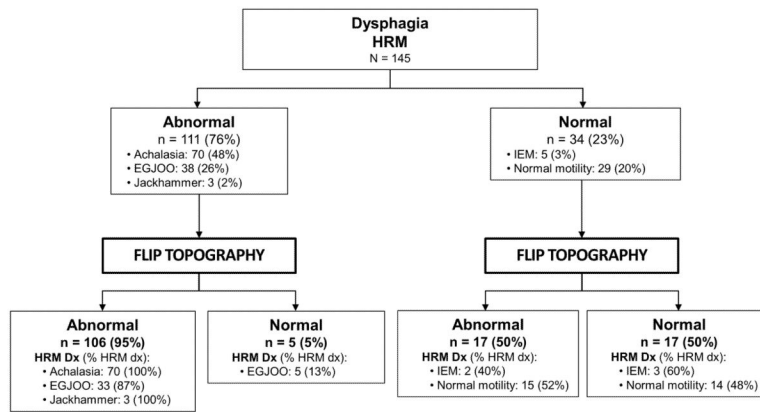 Dysphagia
HRM
N = 145
Abnormal
n = 111 (76%)
• Achalasia: 70 (48%)
• EGJOO: 38 (26%)
• Jackhammer: 3 (2%)
Normal
n = 34 (23%)
• IEM: 5 (3%)
• Normal motility: 29 (20%)
FLIP TOPOGRAPHY
FLIP TOPOGRAPHY
Abnormal
n = 106 (95%)
HRM Dx (% HRM dx):
• Achalasia: 70 (100%)
• EGJOO: 33 (87%)
• Jackhammer: 3 (100%)
Normal
n = 5 (5%)
HRM Dx (% HRM dx):
• EGJOO: 5 (13%)
Abnormal
n = 17 (50%)
HRM Dx (% HRM dx):
• IEM: 2 (40%)
• Normal motility: 15 (52%)
Normal
n = 17 (50%)
HRM Dx (% HRM dx):
• IEM: 3 (60%)
• Normal motility: 14 (48%)